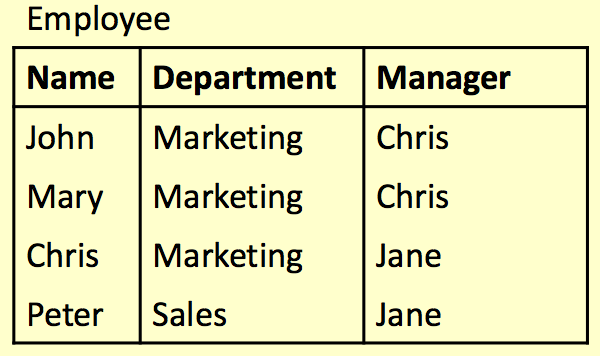 Employee
Name Department Manager
John Marketing Chris
Mary Marketing Chris
Chris Marketing Jane
Peter Sales Jane